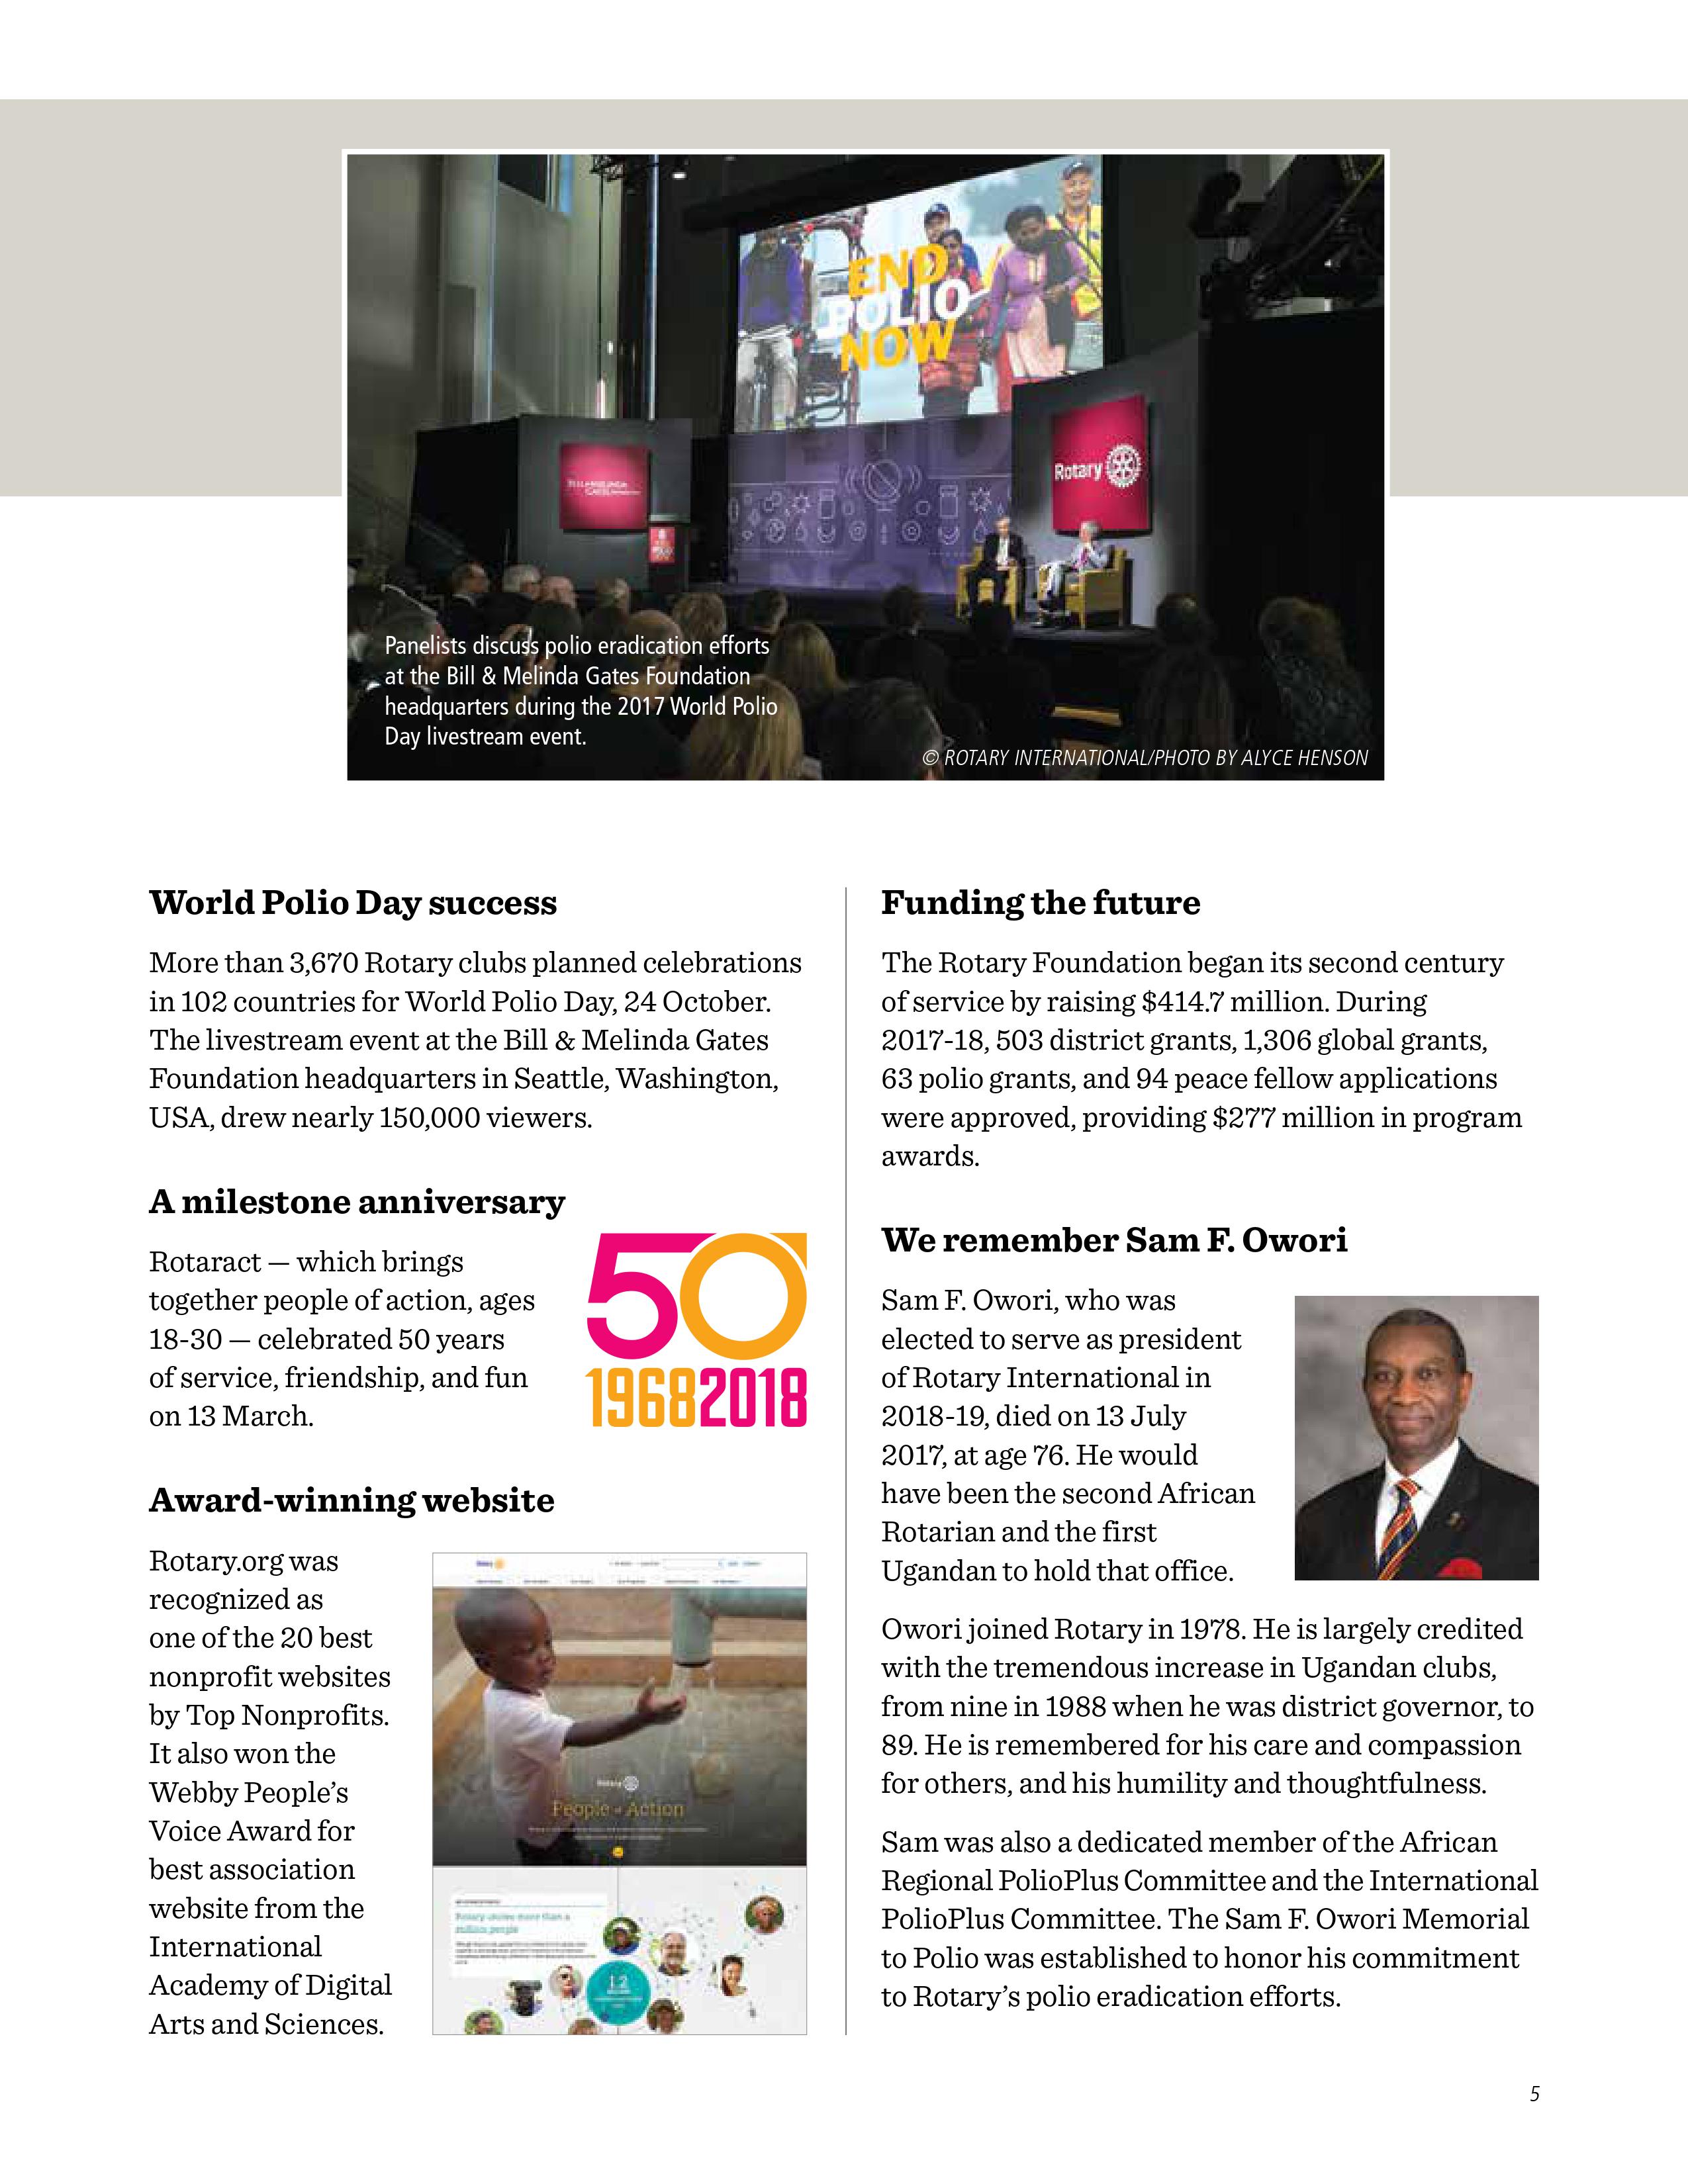 END
POLIO
NOW
Rotary
Panelists discuss polio eradication efforts
at the Bill & Melinda Gates Foundation
headquarters during the 2017 World Polio
Day livestream event.
© ROTARY INTERNATIONAL/PHOTO BY ALYCE HENSON
World Polio Day success
More than 3,670 Rotary clubs planned celebrations
in 102 countries for World Polio Day, 24 October.
The livestream event at the Bill & Melinda Gates
Foundation headquarters in Seattle, Washington,
USA, drew nearly 150,000 viewers.
A milestone anniversary
Rotaract — which brings
together people of action, ages
18-30 — celebrated 50 years
of service, friendship, and fun
on 13 March.
50
1968 2018
Award-winning website
Rotary.org was
recognized as
one of the 20 best
nonprofit websites
by Top Nonprofits.
It also won the
Webby People’s
Voice Award for
best association
website from the
International
Academy of Digital
Arts and Sciences.
Rotary
People of Action
Rotary unites more than a
million people
1.2
Funding the future
The Rotary Foundation began its second century
of service by raising $414.7 million. During
2017-18, 503 district grants, 1,306 global grants,
63 polio grants, and 94 peace fellow applications
were approved, providing $277 million in program
awards.
We remember Sam F. Owori
Sam F. Owori, who was
elected to serve as president
of Rotary International in
2018-19, died on 13 July
2017, at age 76. He would
have been the second African
Rotarian and the first
Ugandan to hold that office.
Owori joined Rotary in 1978. He is largely credited
with the tremendous increase in Ugandan clubs,
from nine in 1988 when he was district governor, to
89. He is remembered for his care and compassion
for others, and his humility and thoughtfulness.
Sam was also a dedicated member of the African
Regional PolioPlus Committee and the International
PolioPlus Committee. The Sam F. Owori Memorial
to Polio was established to honor his commitment
to Rotary’s polio eradication efforts.
5